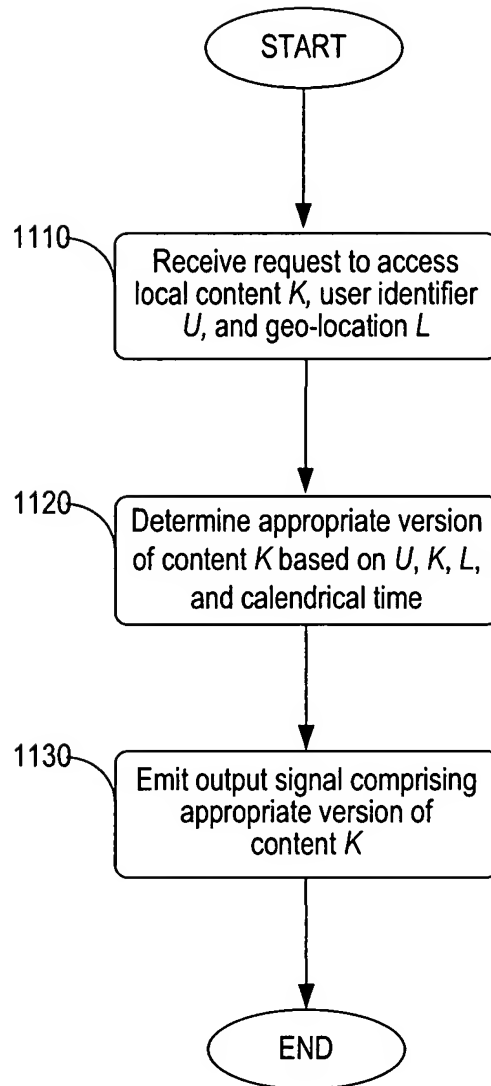 START
1110
Receive request to access
local content K, user identifier
U, and geo-location L
1120
Determine appropriate version
of content K based on U, K, L,
and calendrical time
1130
Emit output signal comprising
appropriate version of
content K
END